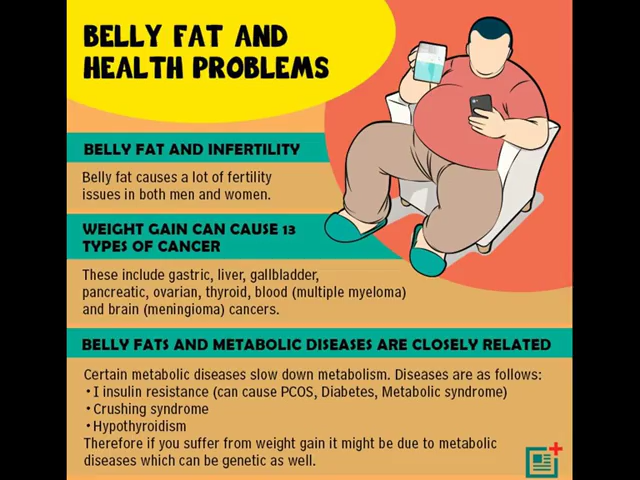 BELLY FAT AND
HEALTH PROBLEMS
BELLY FAT AND INFERTILITY
Belly fat causes a lot of fertility
issues in both men and women.
WEIGHT GAIN CAN CAUSE 13
TYPES OF CANCER
These include gastric, liver, gallbladder,
pancreatic, ovarian, thyroid, blood (multiple myeloma)
and brain (meningioma) cancers.
BELLY FATS AND METABOLIC DISEASES ARE CLOSELY RELATED
Certain metabolic diseases slow down metabolism. Diseases are as follows:
• I insulin resistance (can cause PCOS, Diabetes, Metabolic syndrome)
• Crushing syndrome
• Hypothyroidism
Therefore if you suffer from weight gain it might be due to metabolic
diseases which can be genetic as well.